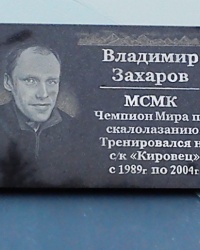 Владимир
Захаров
МСМК
Чемпион Мира п
скалолазанию
Тренировался н
с/к «Кировец»
с 1989г по 2004г